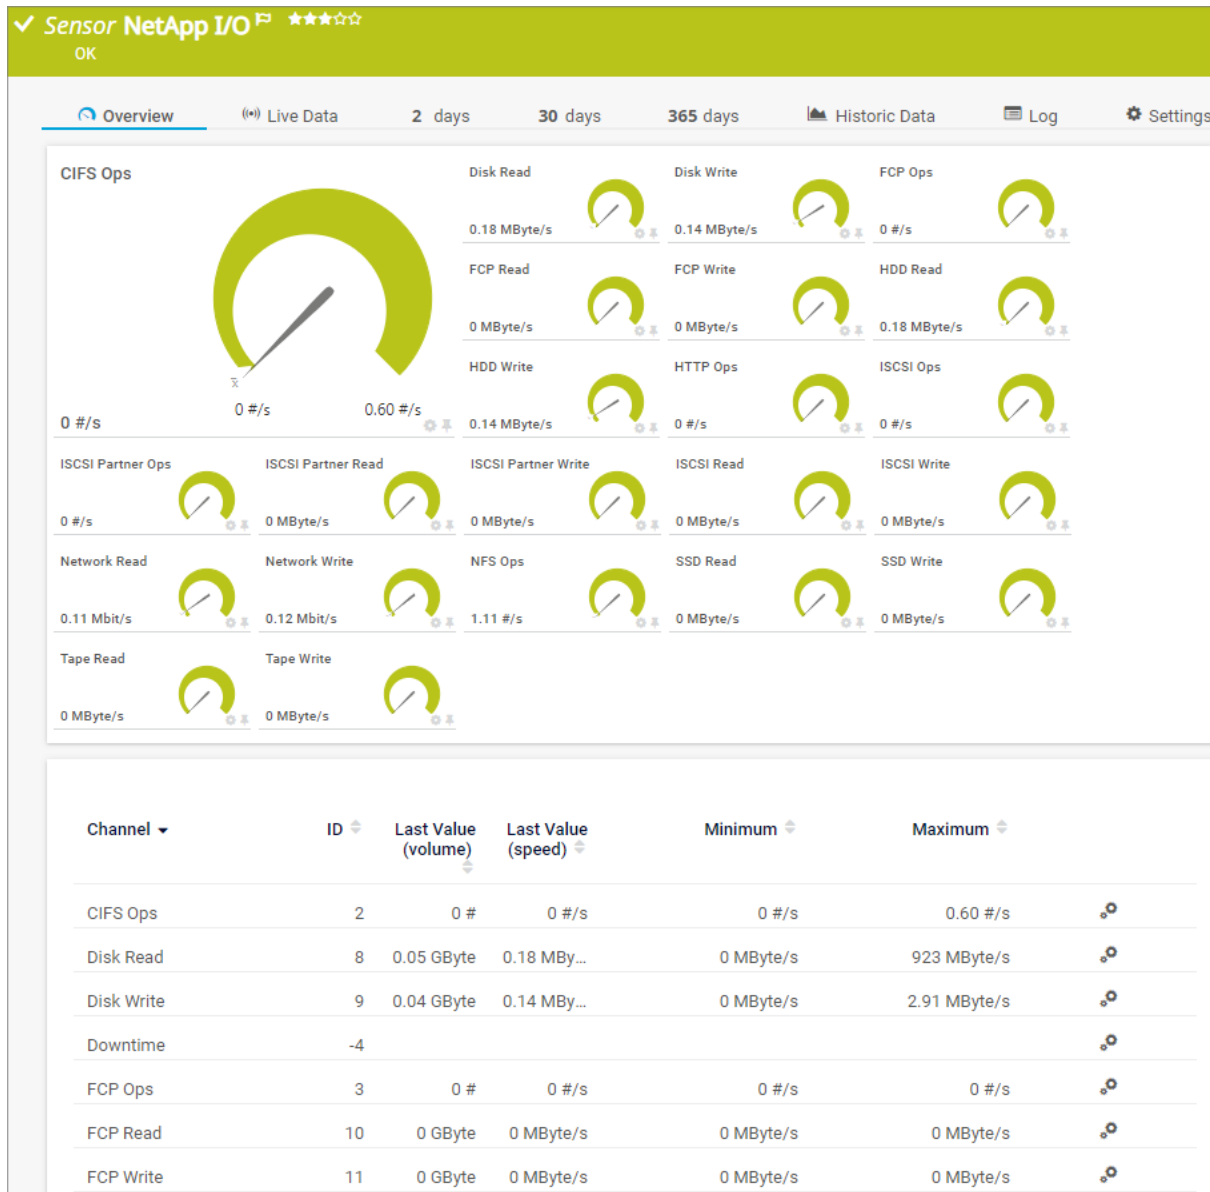 Sensor NetApp I/O
OK
Overview Live Data 2 days 30 days 365 days Historic Data Log Settings
CIFS Ops
0 #/s
0 #/s 0.60 #/s
x̄
Disk Read
0.18 MByte/s
Disk Write
0.14 MByte/s
FCP Ops
0 #/s
FCP Read
0 MByte/s
FCP Write
0 MByte/s
HDD Read
0.18 MByte/s
HDD Write
0.14 MByte/s
HTTP Ops
0 #/s
ISCSI Ops
0 #/s
ISCSI Partner Ops
0 #/s
ISCSI Partner Read
0 MByte/s
ISCSI Partner Write
0 MByte/s
ISCSI Read
0 MByte/s
ISCSI Write
0 MByte/s
Network Read
0.11 Mbit/s
Network Write
0.12 Mbit/s
NFS Ops
1.11 #/s
SSD Read
0 MByte/s
SSD Write
0 MByte/s
Tape Read
0 MByte/s
Tape Write
0 MByte/s
Channel ID Last Value (volume) Last Value (speed) Minimum Maximum
CIFS Ops 2 0 # 0 #/s 0 #/s 0.60 #/s
Disk Read 8 0.05 GByte 0.18 MBy... 0 MByte/s 923 MByte/s
Disk Write 9 0.04 GByte 0.14 MBy... 0 MByte/s 2.91 MByte/s
Downtime -4
FCP Ops 3 0 # 0 #/s 0 #/s 0 #/s
FCP Read 10 0 GByte 0 MByte/s 0 MByte/s 0 MByte/s
FCP Write 11 0 GByte 0 MByte/s 0 MByte/s 0 MByte/s